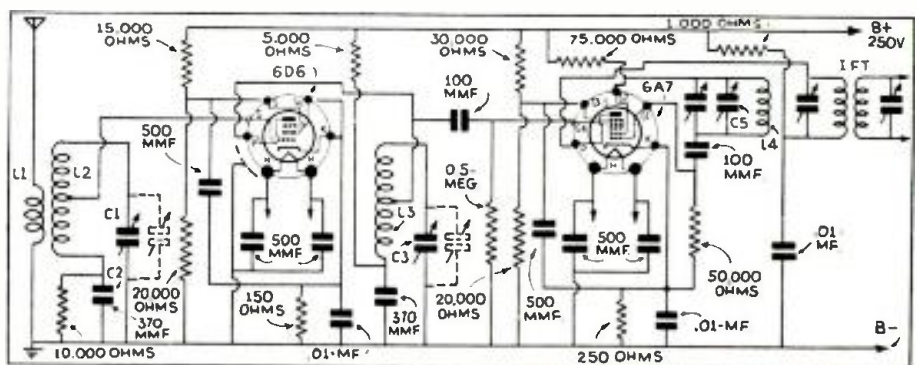 1,000 OHMS
B+
250V
15,000
OHMS
5,000
OHMS
30,000
OHMS
75,000 OHMS
I FT
6D6
6A7
100
MMF
500
MMF
C5
L4
100
MMF
L1
L2
C1
0.5-
MEG
L3
C3
.01
MF
C2
500
MMF
500
MMF
50,000
OHMS
20,000
OHMS
370
MMF
150
OHMS
370
MMF
20,000
OHMS
500
MMF
.01-MF
B-
10,000 OHMS
.01-MF
250 OHMS
H
H
H
H